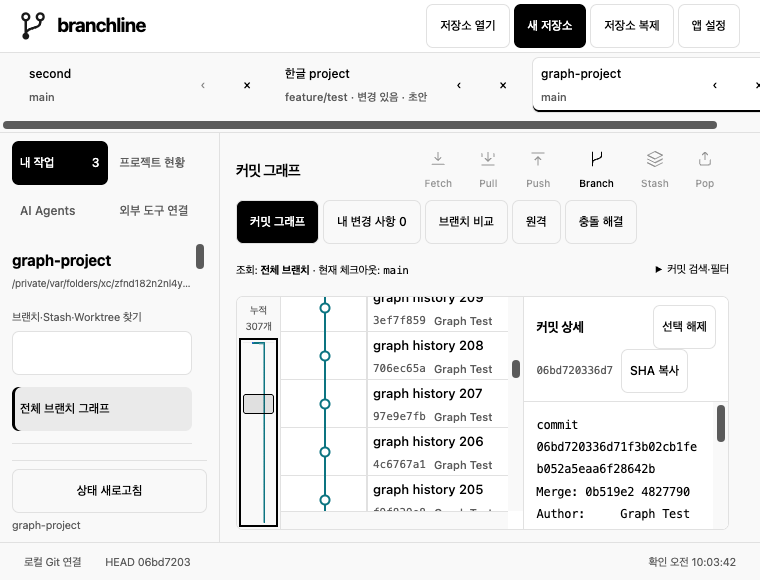 branchline
저장소 열기
새 저장소
저장소 복제
앱 설정
second
main
‹
×
한글 project
feature/test · 변경 있음 · 초안
‹
×
graph-project
main
‹
×
내 작업 3
프로젝트 현황
AI Agents
외부 도구 연결
graph-project
/private/var/folders/xc/zfnd182n2nl4y...
브랜치·Stash·Worktree 찾기
전체 브랜치 그래프
상태 새로고침
graph-project
커밋 그래프
Fetch
Pull
Push
Branch
Stash
Pop
커밋 그래프
내 변경 사항 0
브랜치 비교
원격
충돌 해결
조회: 전체 브랜치 · 현재 체크아웃: main
▶ 커밋 검색·필터
누적
307개
graph history 209
3ef7f859 Graph Test
graph history 208
706ec65a Graph Test
graph history 207
97e9e7fb Graph Test
graph history 206
4c6767a1 Graph Test
graph history 205
Graph Test
커밋 상세
선택 해제
06bd720336d7
SHA 복사
commit
06bd720336d71f3b02cb1fe
b052a5eaa6f28642b
Merge: 0b519e2 4827790
Author: Graph Test
로컬 Git 연결
HEAD 06bd7203
확인 오전 10:03:42